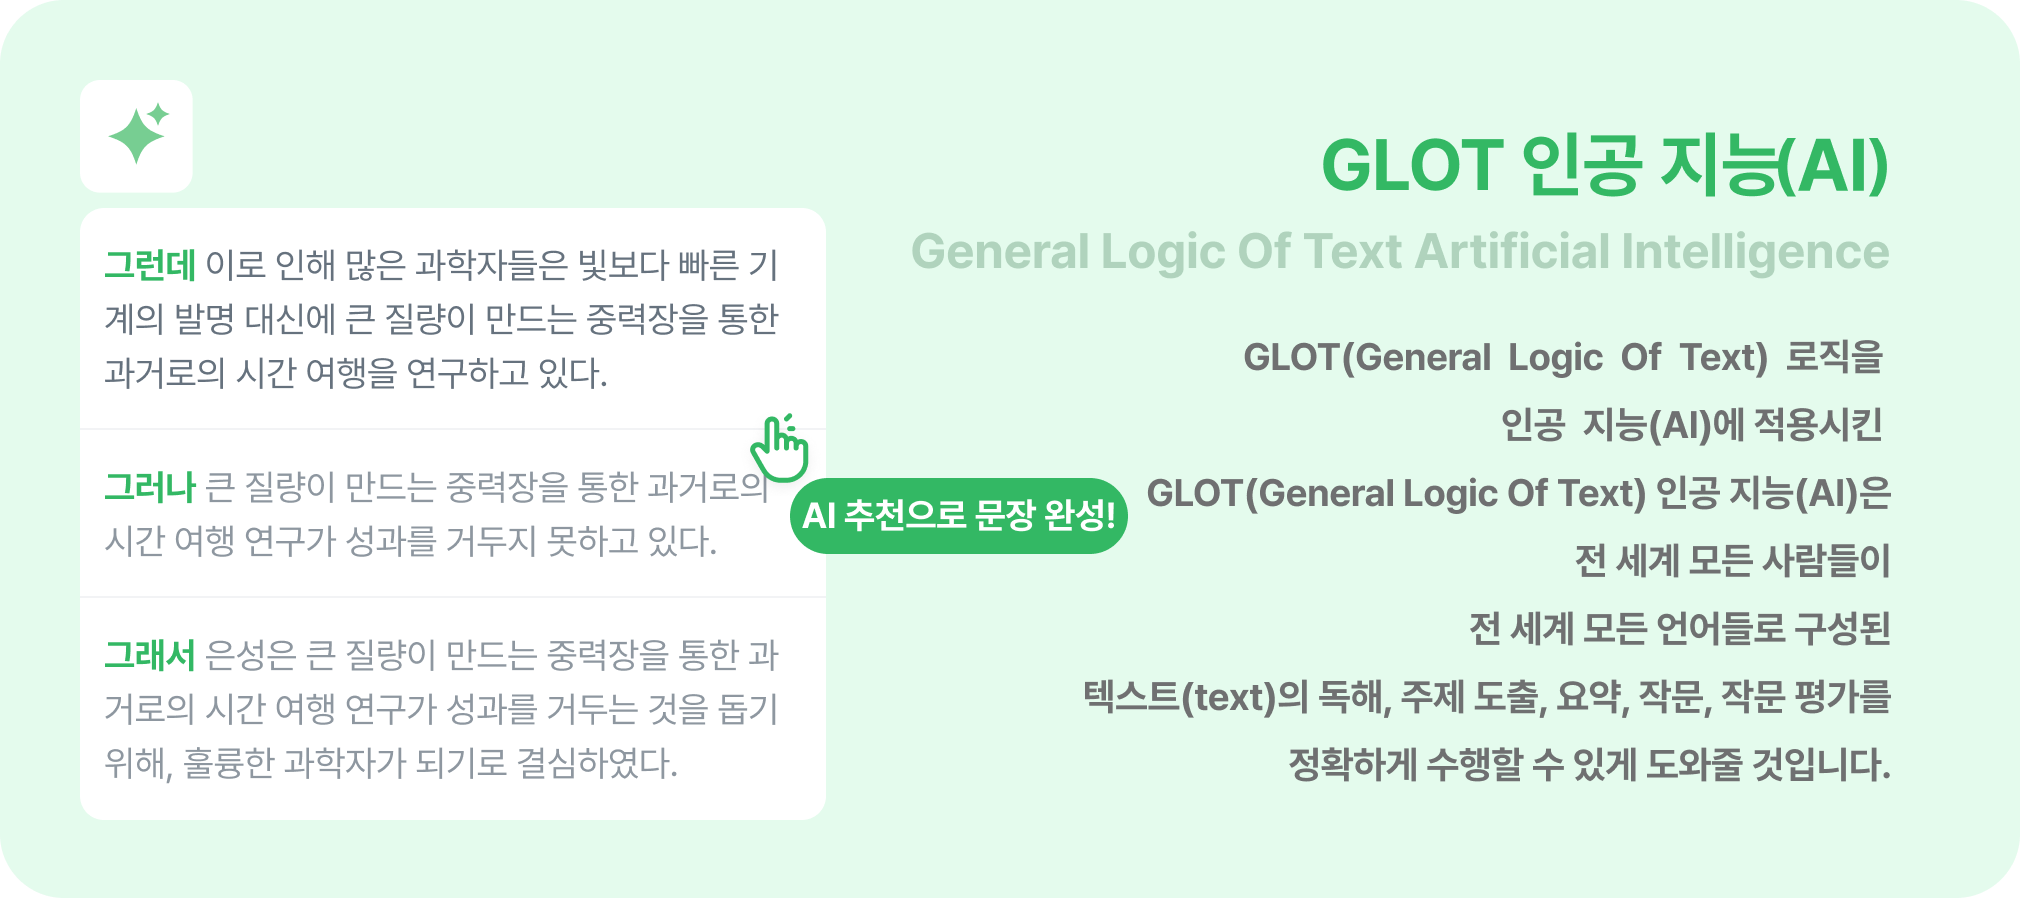 그런데 이로 인해 많은 과학자들은 빛보다 빠른 기
계의 발명 대신에 큰 질량이 만드는 중력장을 통한
과거로의 시간 여행을 연구하고 있다.
그러나 큰 질량이 만드는 중력장을 통한 과거로의
시간 여행 연구가 성과를 거두지 못하고 있다.
그래서 은성은 큰 질량이 만드는 중력장을 통한 과
거로의 시간 여행 연구가 성과를 거두는 것을 돕기
위해, 훌륭한 과학자가 되기로 결심하였다.
AI 추천으로 문장 완성!
GLOT 인공 지능(AI)
General Logic Of Text Artificial Intelligence
GLOT(General Logic Of Text) 로직을
인공 지능(AI)에 적용시킨
GLOT(General Logic Of Text) 인공 지능(AI)은
전 세계 모든 사람들이
전 세계 모든 언어들로 구성된
텍스트(text)의 독해, 주제 도출, 요약, 작문, 작문 평가를
정확하게 수행할 수 있게 도와줄 것입니다.